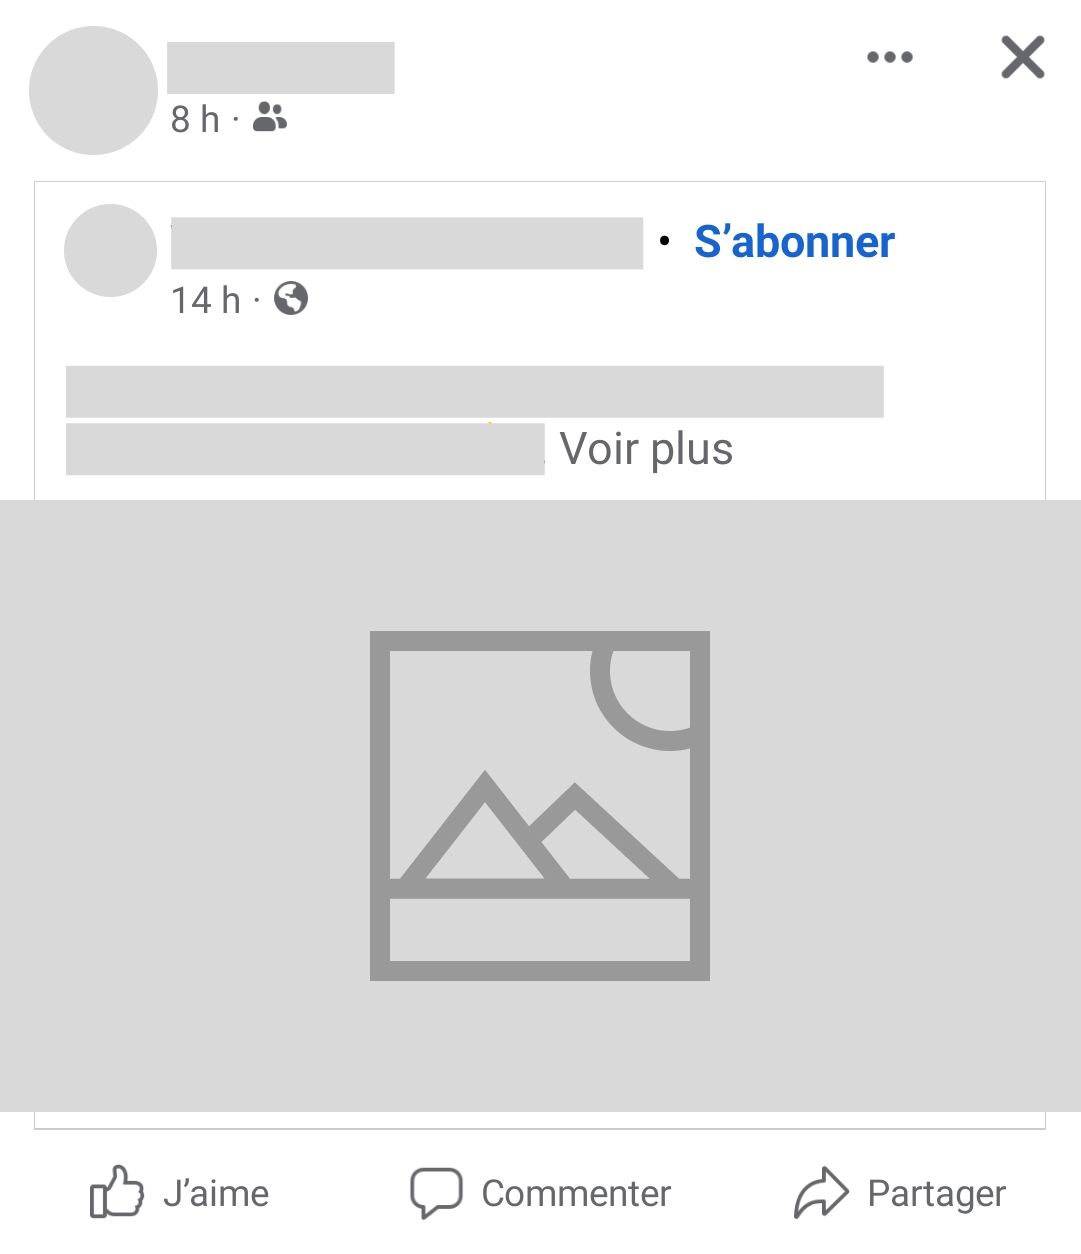 8 h ·
• S’abonner
14 h ·
Voir plus
J’aime Commenter Partager